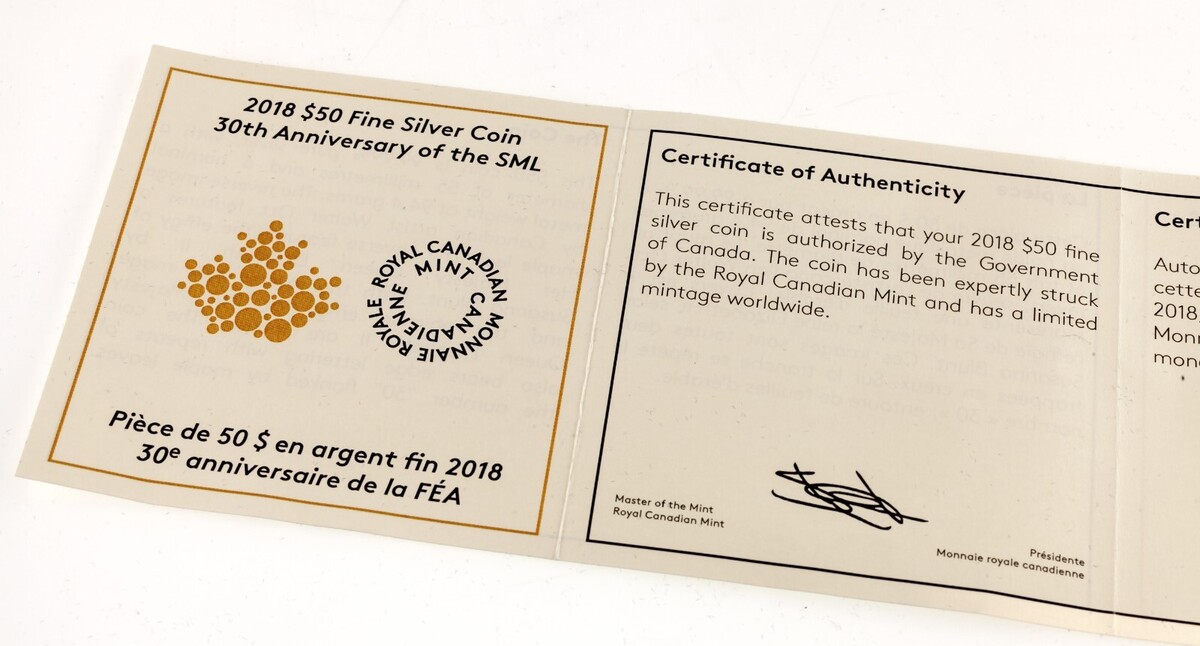 2018 $50 Fine Silver Coin
30th Anniversary of the SML
ROYAL CANADIAN MINT
MONNAIE ROYALE CANADIENNE
Pièce de 50 $ en argent fin 2018
30e anniversaire de la FÉA
Certificate of Authenticity
This certificate attests that your 2018 $50 fine
silver coin is authorized by the Government
of Canada. The coin has been expertly struck
by the Royal Canadian Mint and has a limited
mintage worldwide.
Master of the Mint
Royal Canadian Mint
Présidente
Monnaie royale canadienne
Cert
Auto
cette
2018
Monn
mon